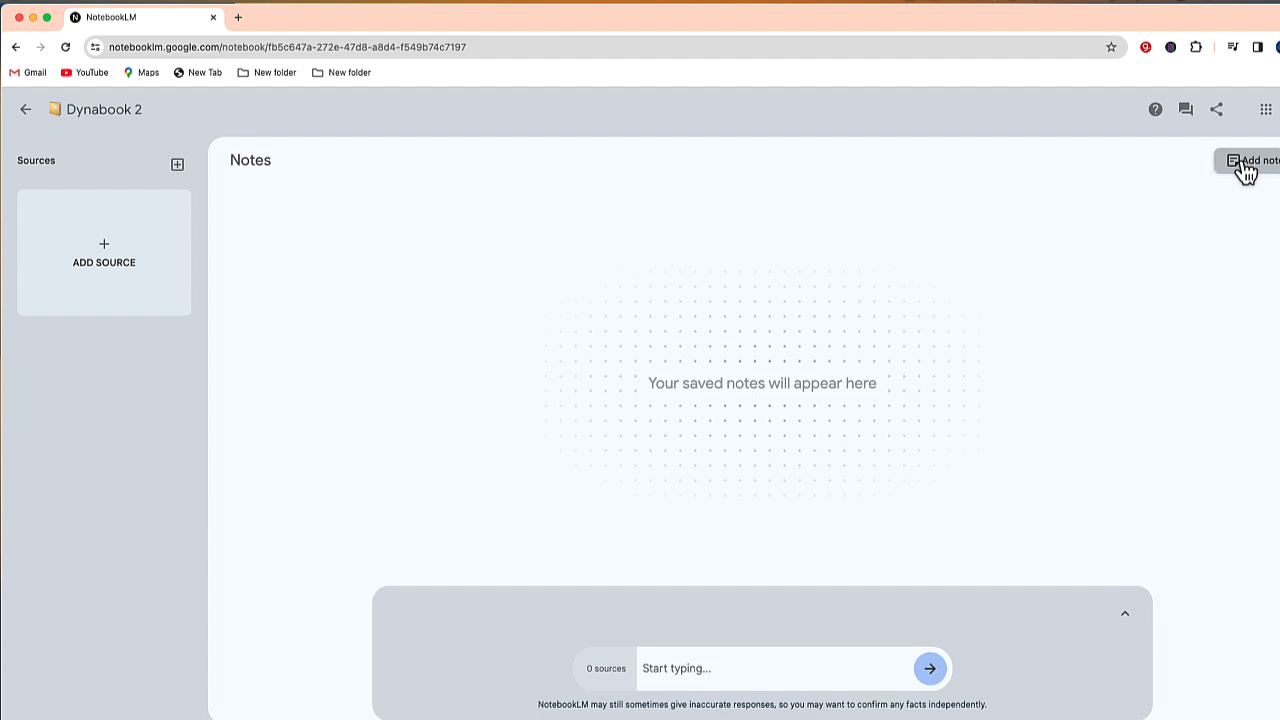 NotebookLM
notebooklm.google.com/notebook/fb5c647a-272e-47d8-a8d4-f549b74c7197
Gmail YouTube Maps New Tab New folder New folder
Dynabook 2
Sources
Notes
Add note
ADD SOURCE
Your saved notes will appear here
0 sources Start typing...
NotebookLM may still sometimes give inaccurate responses, so you may want to confirm any facts independently.